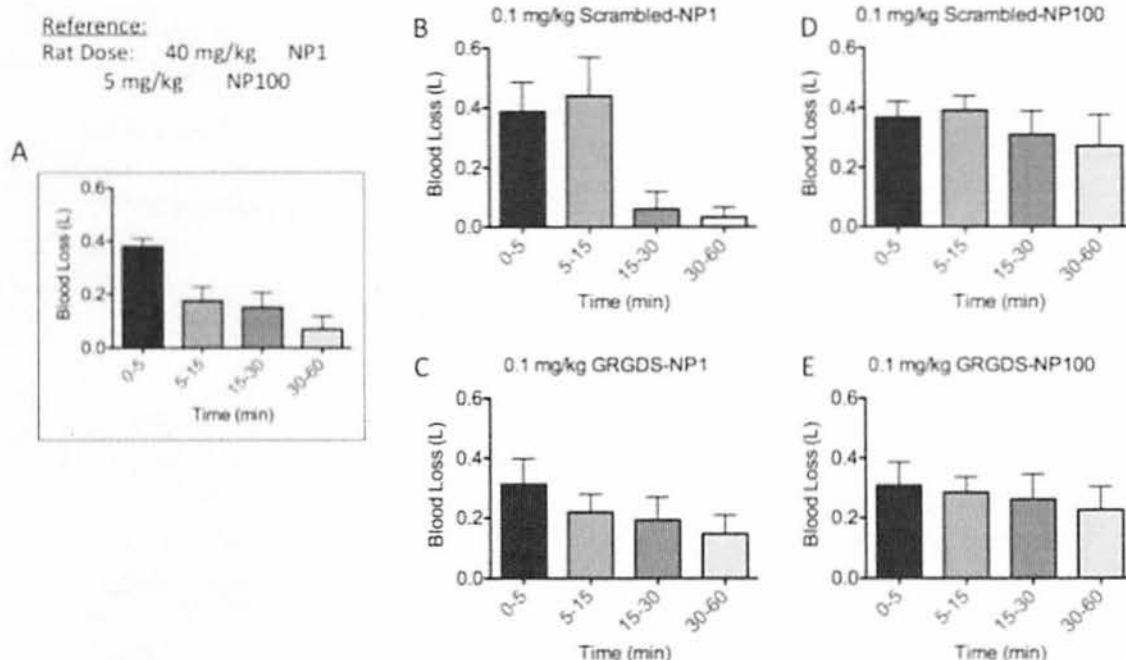 Reference:
Rat Dose: 40 mg/kg NP1
5 mg/kg NP100
A
0.6
0.4
0.2
0.0
Blood Loss (L)
0-5
5-15
15-30
30-60
Time (min)
B
0.1 mg/kg Scrambled-NP1
0.6
0.4
0.2
0.0
Blood Loss (L)
0-5
5-15
15-30
30-60
Time (min)
C
0.1 mg/kg GRGDS-NP1
0.6
0.4
0.2
0.0
Blood Loss (L)
0-5
5-15
15-30
30-60
Time (min)
D
0.1 mg/kg Scrambled-NP100
0.6
0.4
0.2
0.0
Blood Loss (L)
0-5
5-15
15-30
30-60
Time (min)
E
0.1 mg/kg GRGDS-NP100
0.6
0.4
0.2
0.0
Blood Loss (L)
0-5
5-15
15-30
30-60
Time (min)